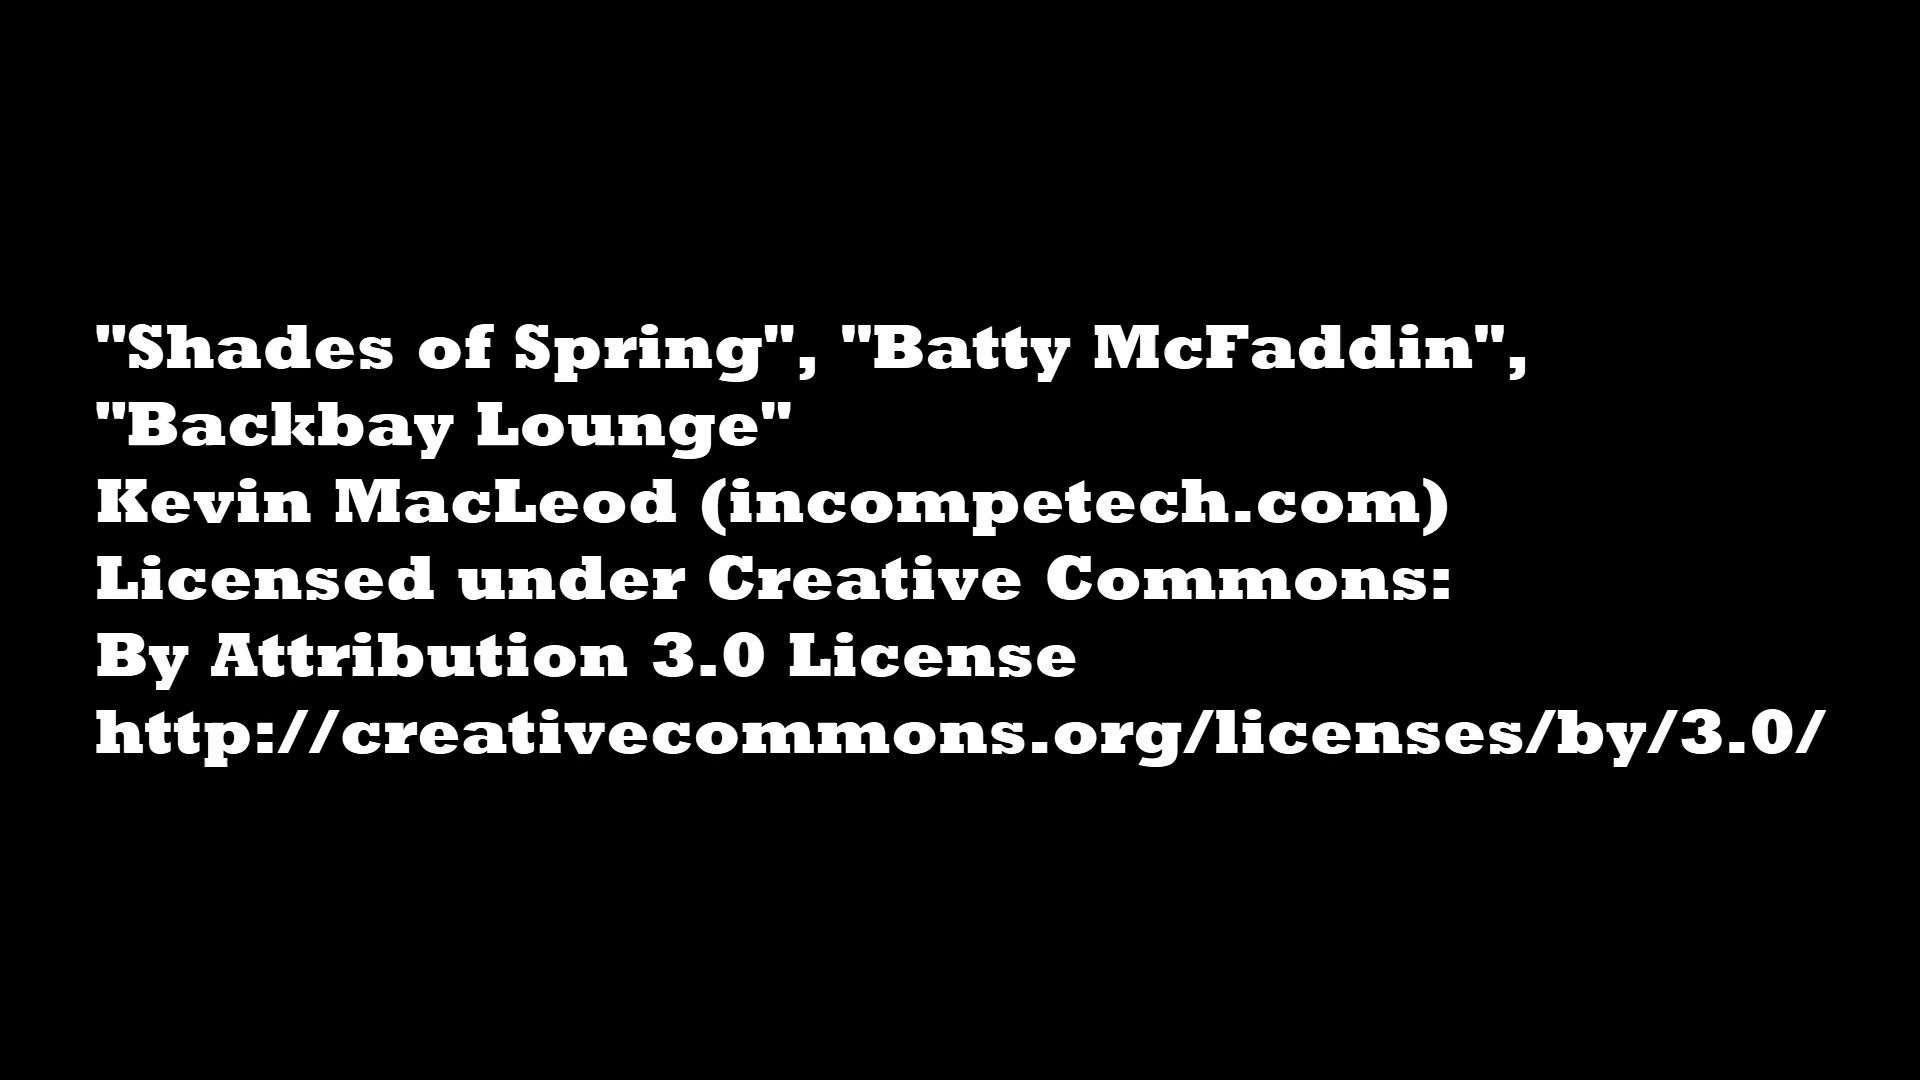 "Shades of Spring", "Batty McFaddin",
"Backbay Lounge"
Kevin MacLeod (incompetech.com)
Licensed under Creative Commons:
By Attribution 3.0 License
http://creativecommons.org/licenses/by/3.0/